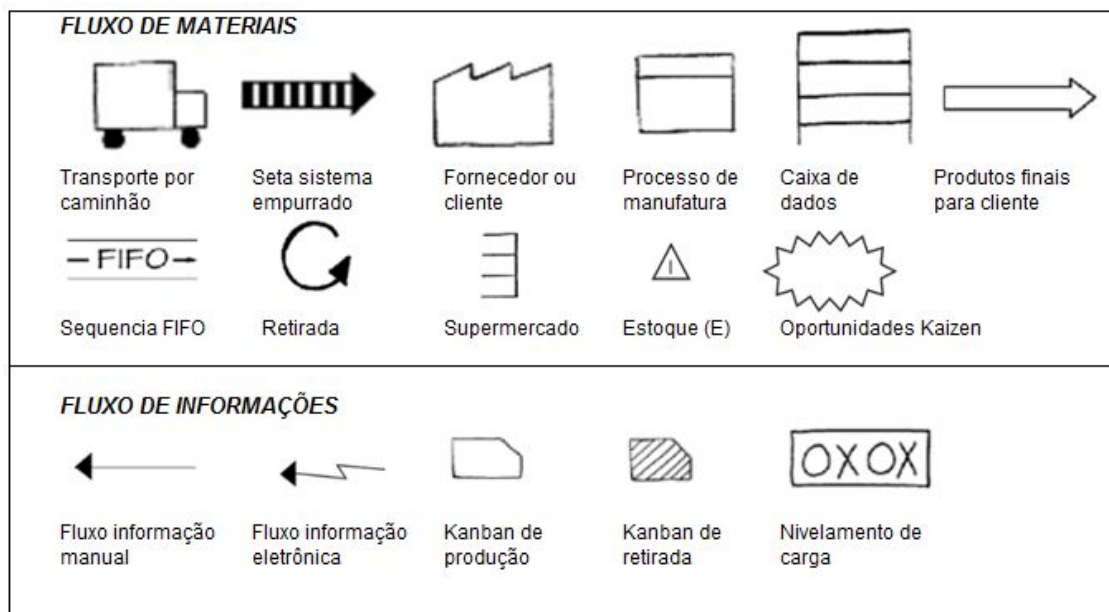 FLUXO DE MATERIAIS
Transporte por caminhão
Seta sistema empurrado
Fornecedor ou cliente
Processo de manufatura
Caixa de dados
Produtos finais para cliente
FIFO
I
Sequencia FIFO
Retirada
Supermercado
Estoque (E)
Oportunidades Kaizen
FLUXO DE INFORMAÇÕES
OXOX
Fluxo informação manual
Fluxo informação eletrônica
Kanban de produção
Kanban de retirada
Nivelamento de carga